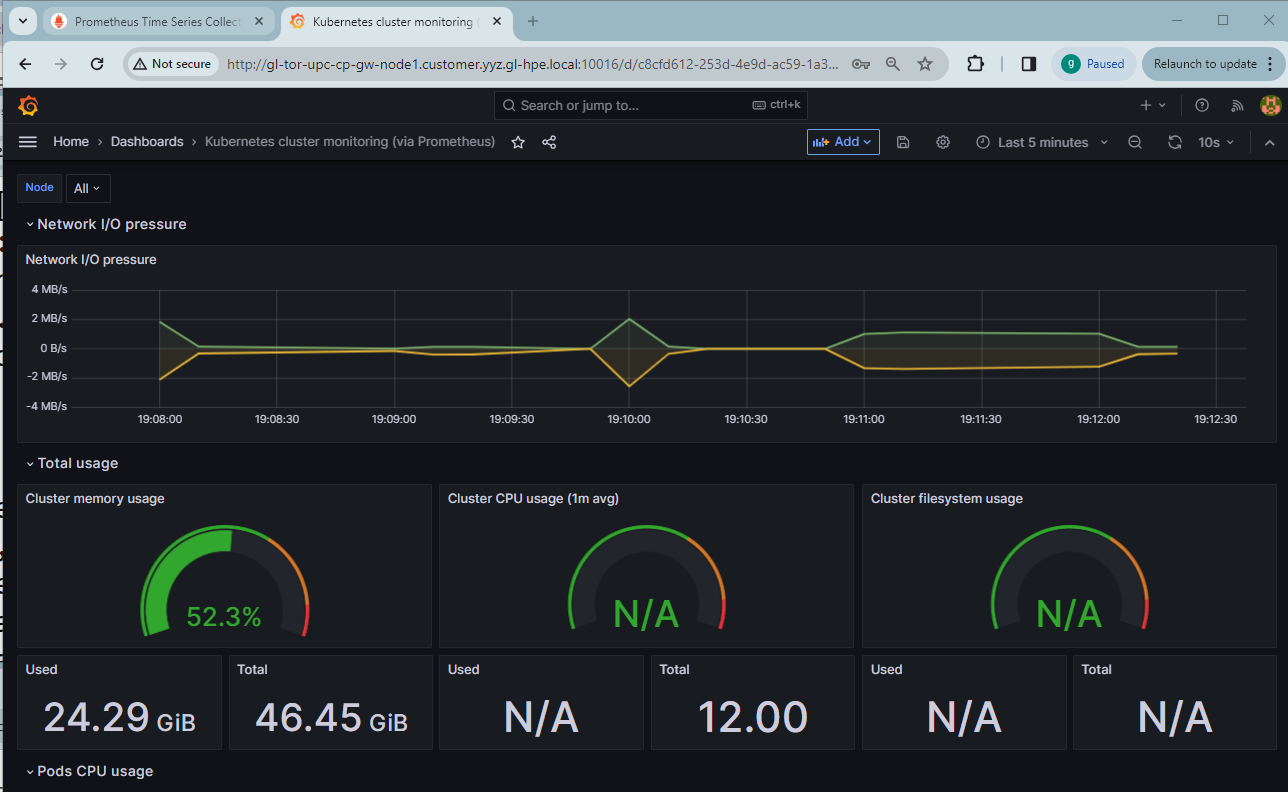 Prometheus Time Series Collect
Kubernetes cluster monitoring (
Not secure
http://gl-tor-upc-cp-gw-node1.customer.yyz.gl-hpe.local:10016/d/c8cfd612-253d-4e9d-ac59-1a3...
g Paused
Relaunch to update
Search or jump to...
ctrl+k
Home › Dashboards › Kubernetes cluster monitoring (via Prometheus)
Add
Last 5 minutes
10s
Node All
Network I/O pressure
Network I/O pressure
4 MB/s
2 MB/s
0 B/s
-2 MB/s
-4 MB/s
19:08:00 19:08:30 19:09:00 19:09:30 19:10:00 19:10:30 19:11:00 19:11:30 19:12:00 19:12:30
Total usage
Cluster memory usage
52.3%
Cluster CPU usage (1m avg)
N/A
Cluster filesystem usage
N/A
Used
24.29 GiB
Total
46.45 GiB
Used
N/A
Total
12.00
Used
N/A
Total
N/A
Pods CPU usage